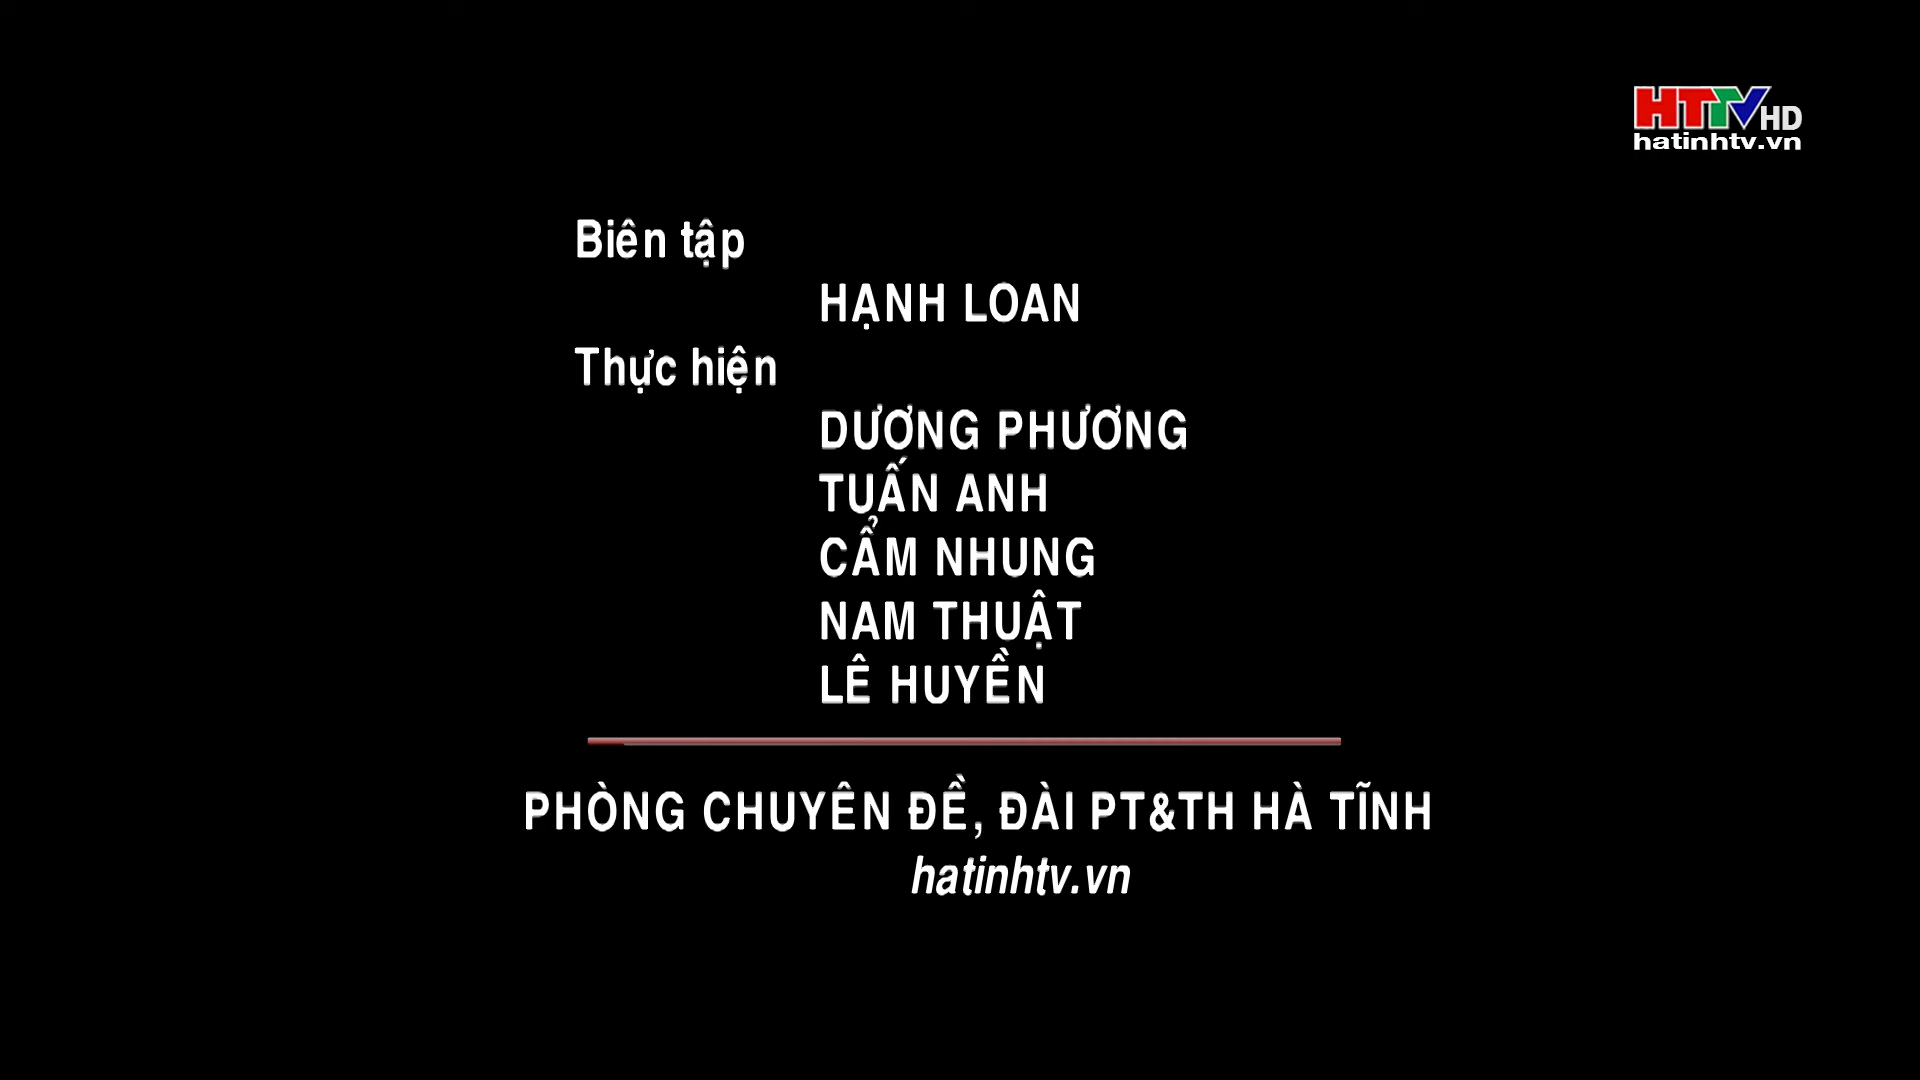 HTTV HD
hatinhtv.vn
Biên tập
HẠNH LOAN
Thực hiện
DƯƠNG PHƯƠNG
TUẤN ANH
CẨM NHUNG
NAM THUẬT
LÊ HUYỀN
PHÒNG CHUYÊN ĐỀ, ĐÀI PT&TH HÀ TĨNH
hatinhtv.vn